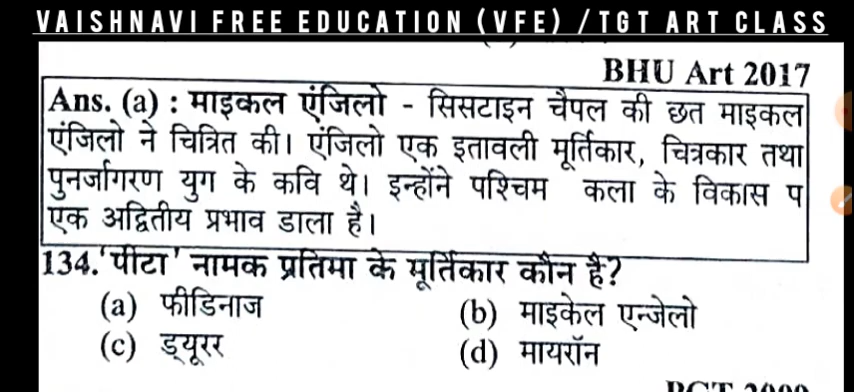 VAISHNAVI FREE EDUCATION (VFE) / TGT ART CLASS
BHU Art 2017
Ans. (a) : माइकल एंजिलो - सिसटाइन चैपल की छत माइकल
एंजिलो ने चित्रित की। एंजिलो एक इतावली मूर्तिकार, चित्रकार तथा
पुनर्जागरण युग के कवि थे। इन्होंने पश्चिम कला के विकास प
एक अद्वितीय प्रभाव डाला है।
134. 'पीटा' नामक प्रतिमा के मूर्तिकार कौन है?
(a) फीडिनाज (b) माइकेल एन्जेलो
(c) ड्यूरर (d) मायरॉन